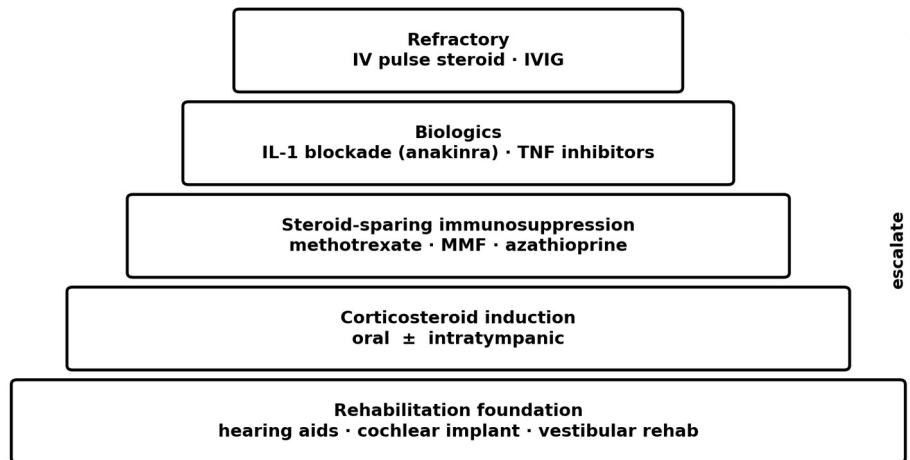 Refractory
IV pulse steroid · IVIG
Biologics
IL-1 blockade (anakinra) · TNF inhibitors
Steroid-sparing immunosuppression
methotrexate · MMF · azathioprine
escalate
Corticosteroid induction
oral ± intratympanic
Rehabilitation foundation
hearing aids · cochlear implant · vestibular rehab